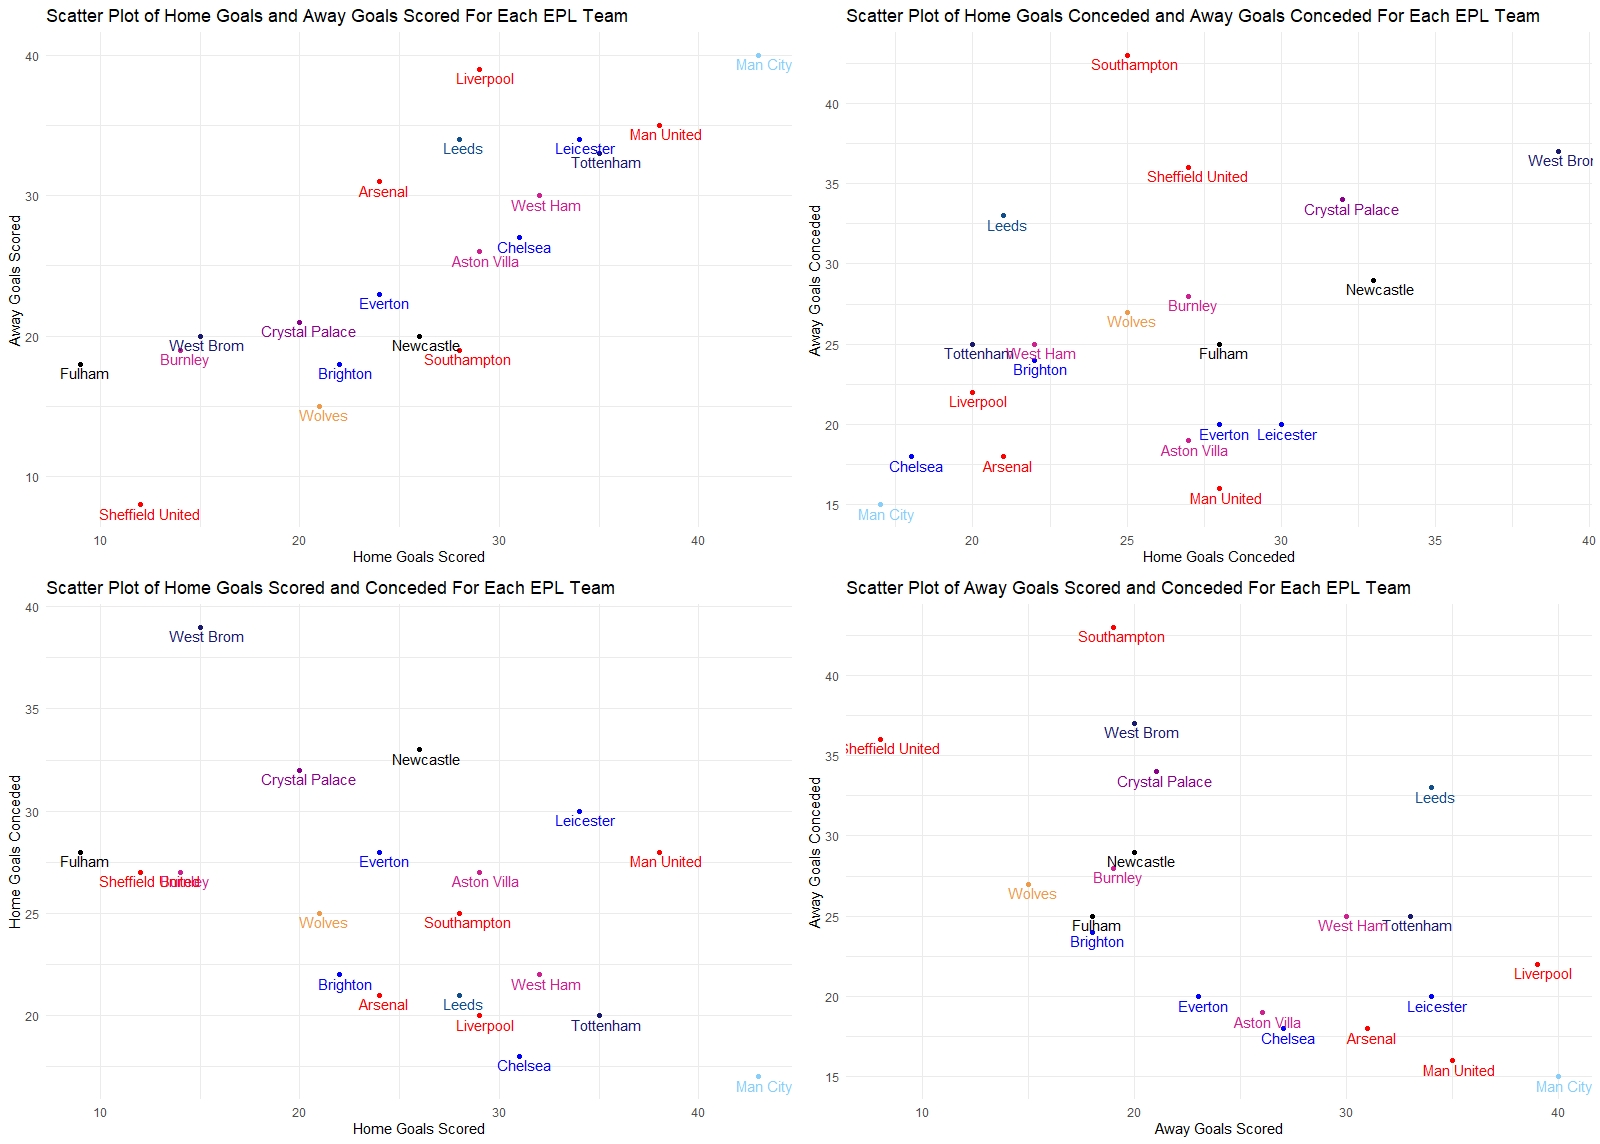 Scatter Plot of Home Goals and Away Goals Scored For Each EPL Team
40
30
20
10
Away Goals Scored
Man City
Liverpool
Man United
Leeds
Leicester
Tottenham
Arsenal
West Ham
Chelsea
Aston Villa
Everton
Crystal Palace
West Brom
Newcastle
Burnley
Southampton
Fulham
Brighton
Wolves
Sheffield United
10 20 30 40
Home Goals Scored
Scatter Plot of Home Goals Conceded and Away Goals Conceded For Each EPL Team
40
35
30
25
20
15
Away Goals Conceded
Southampton
West Bror
Sheffield United
Crystal Palace
Leeds
Newcastle
Burnley
Wolves
Tottenham
West Ham
Fulham
Brighton
Liverpool
Everton
Leicester
Aston Villa
Chelsea
Arsenal
Man United
Man City
20 25 30 35 40
Home Goals Conceded
Scatter Plot of Home Goals Scored and Conceded For Each EPL Team
40
35
30
25
20
Home Goals Conceded
West Brom
Newcastle
Crystal Palace
Leicester
Fulham
Everton
Man United
Sheffield United
Burnley
Aston Villa
Wolves
Southampton
Brighton
West Ham
Arsenal
Leeds
Liverpool
Tottenham
Chelsea
Man City
10 20 30 40
Home Goals Scored
Scatter Plot of Away Goals Scored and Conceded For Each EPL Team
40
35
30
25
20
15
Away Goals Conceded
Southampton
West Brom
Sheffield United
Crystal Palace
Leeds
Newcastle
Burnley
Wolves
Fulham
West Ham
Tottenham
Brighton
Liverpool
Everton
Leicester
Aston Villa
Chelsea
Arsenal
Man United
Man City
10 20 30 40
Away Goals Scored